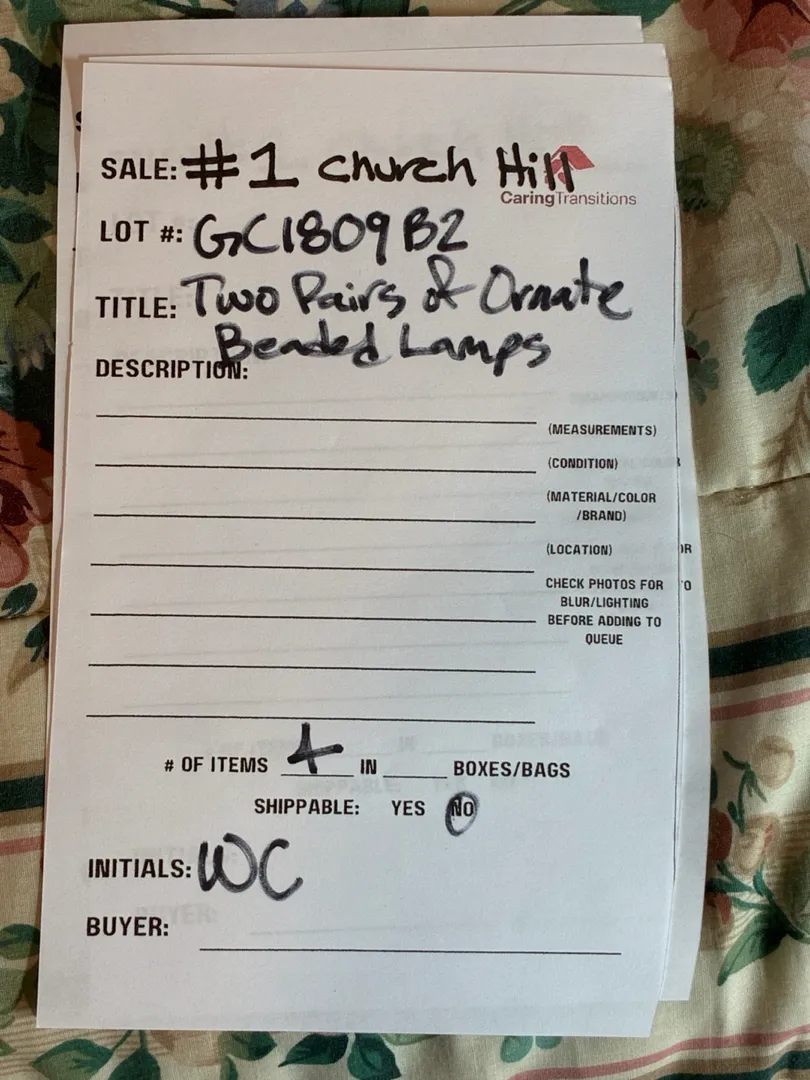 SALE: #1 Church Hill
CaringTransitions
LOT #: GC1809B2
TITLE: Two Pairs of Ornate
Beaded Lamps
DESCRIPTION:
(MEASUREMENTS)
(CONDITION)
(MATERIAL/COLOR
/BRAND)
(LOCATION)
CHECK PHOTOS FOR
BLUR/LIGHTING
BEFORE ADDING TO
QUEUE
# OF ITEMS 4 IN BOXES/BAGS
SHIPPABLE: YES NO
INITIALS: WC
BUYER: